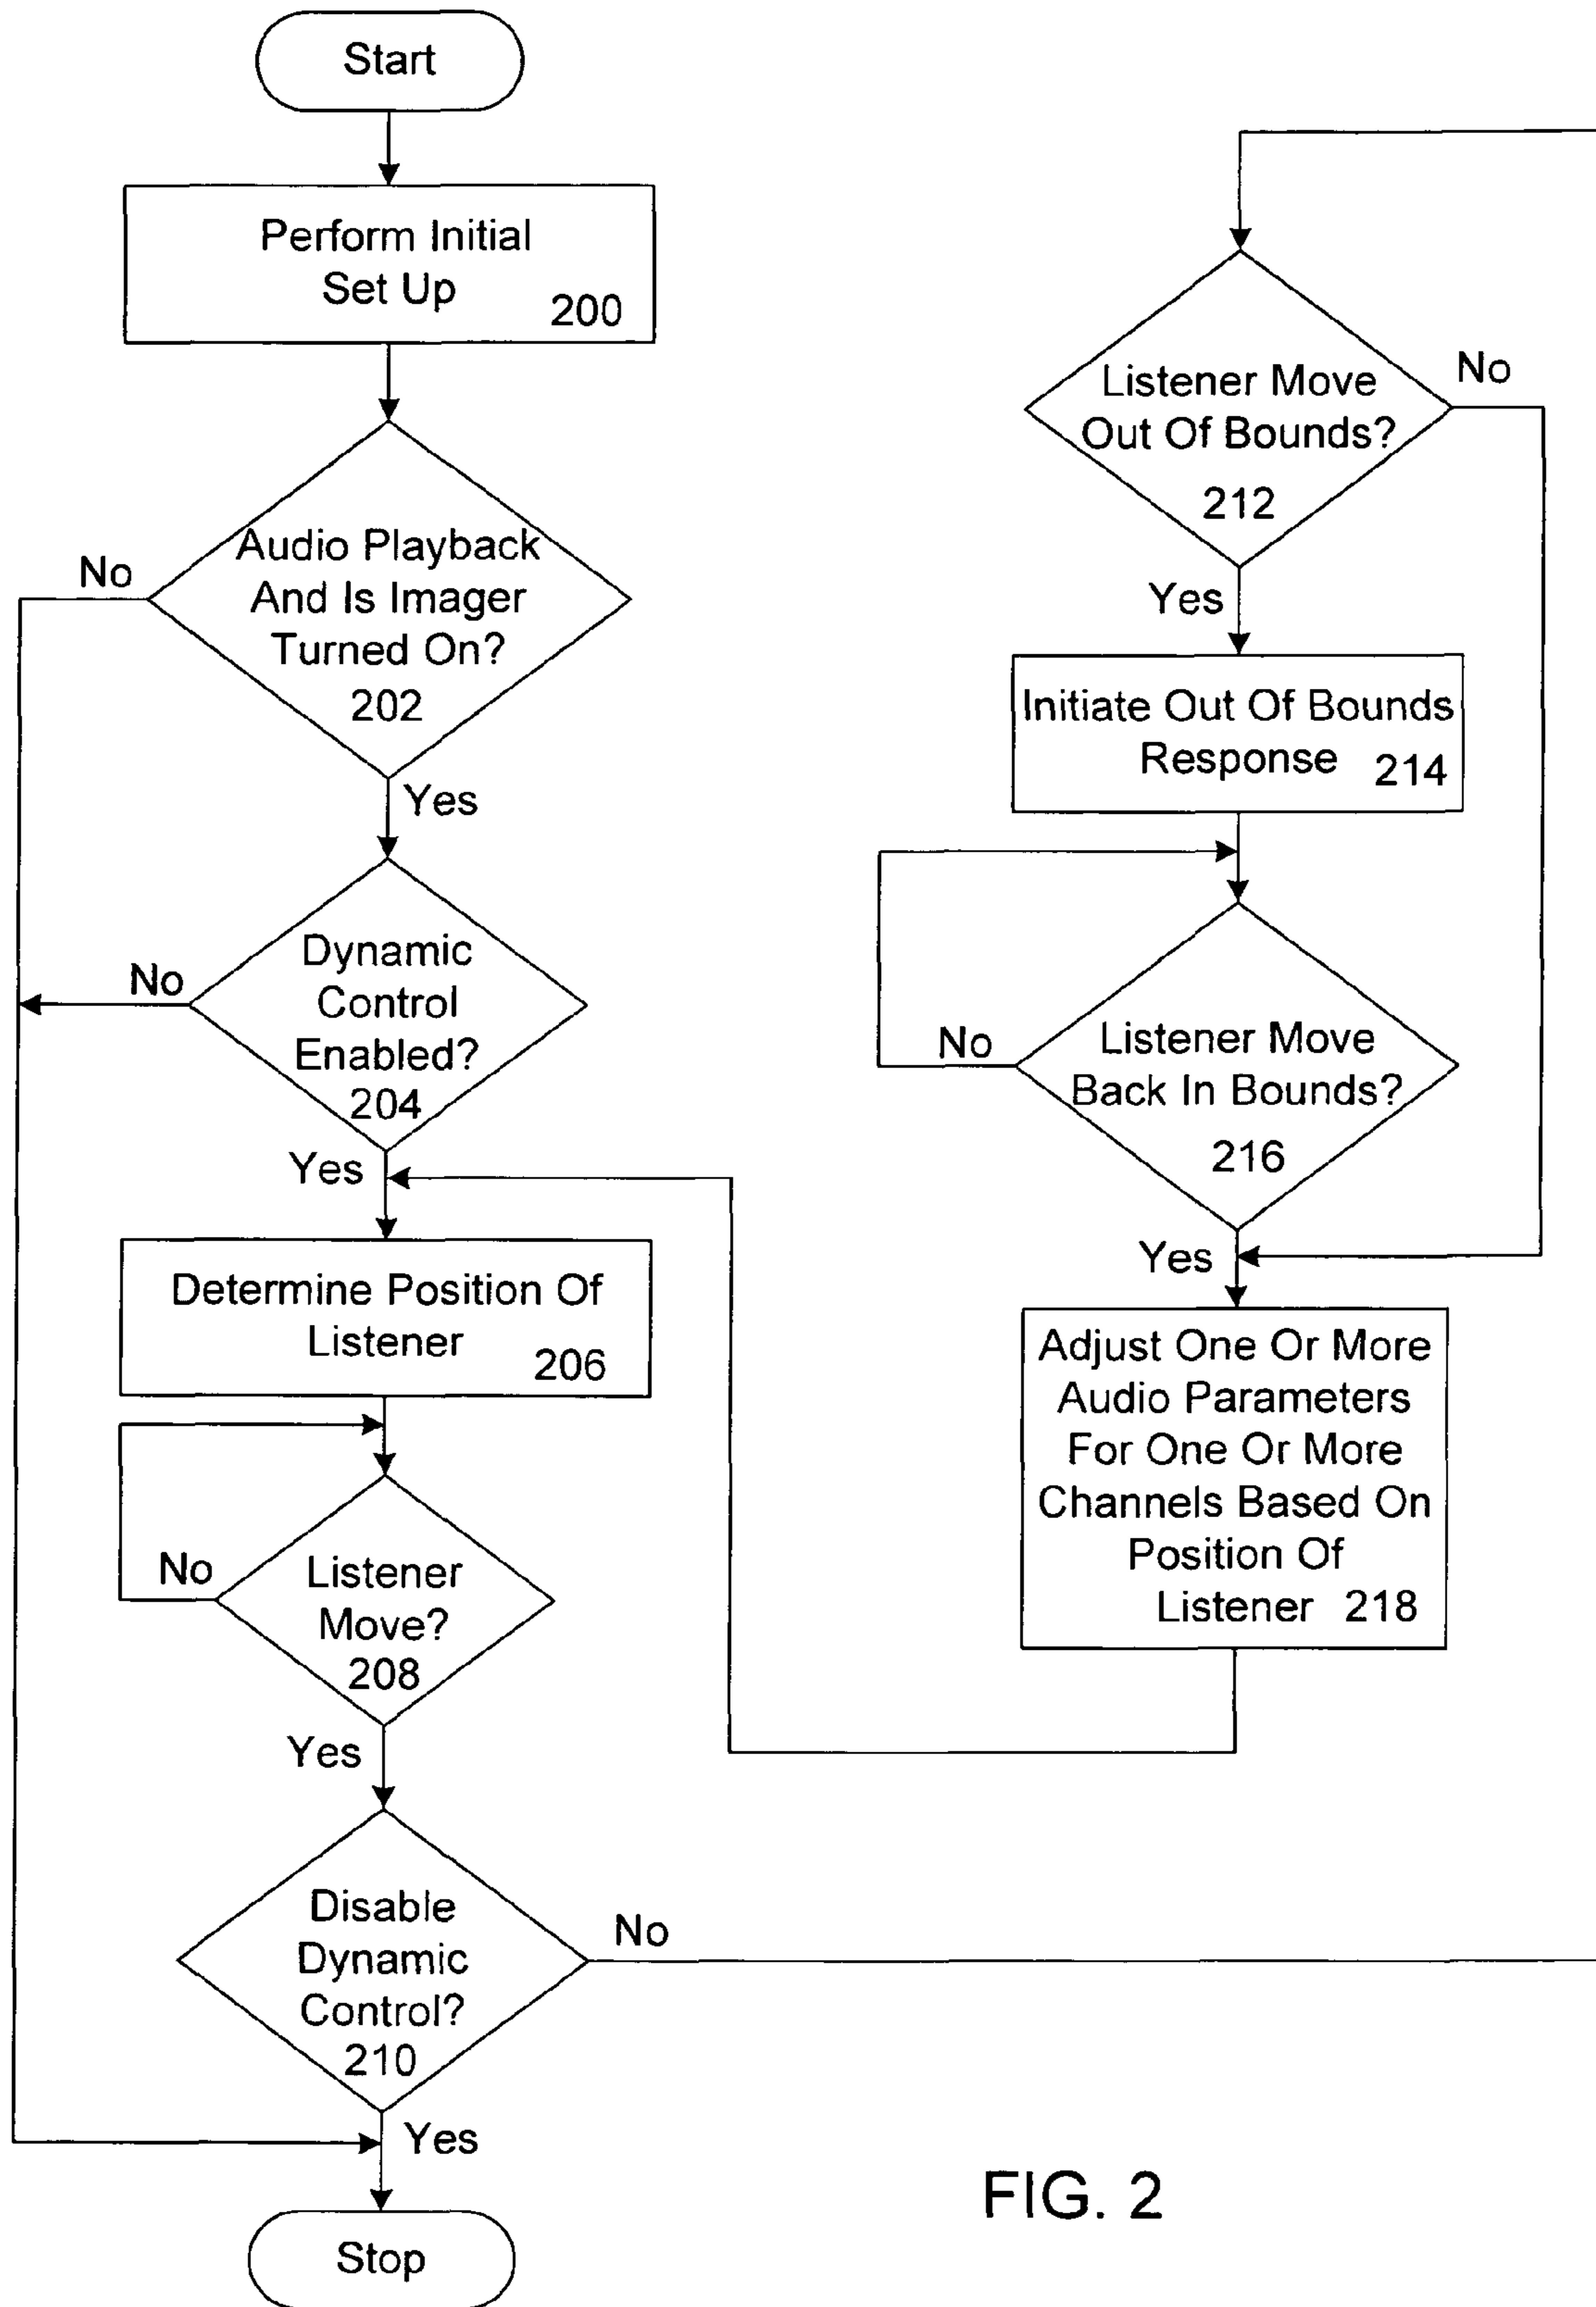 Start
Perform Initial
Set Up
200
Audio Playback
And Is Imager
Turned On?
202
No
Yes
Dynamic
Control
Enabled?
204
No
Yes
Determine Position Of
Listener
206
Listener
Move?
208
No
Yes
Disable
Dynamic
Control?
210
No
Yes
Stop
Listener Move
Out Of Bounds?
212
No
Yes
Initiate Out Of Bounds
Response
214
Listener Move
Back In Bounds?
216
No
Yes
Adjust One Or More
Audio Parameters
For One Or More
Channels Based On
Position Of
Listener 218
FIG. 2